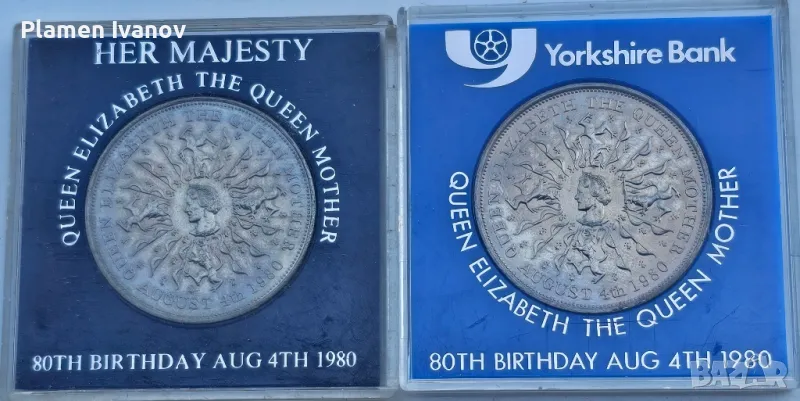 Plamen Ivanov
HER MAJESTY
QUEEN ELIZABETH THE QUEEN MOTHER
QUEEN ELIZABETH THE QUEEN MOTHER
AUGUST 4th 1980
80TH BIRTHDAY AUG 4TH 1980
Yorkshire Bank
QUEEN ELIZABETH THE QUEEN MOTHER
AUGUST 4th 1980
QUEEN ELIZABETH THE QUEEN MOTHER
80TH BIRTHDAY AUG 4TH 1980
BAZAR